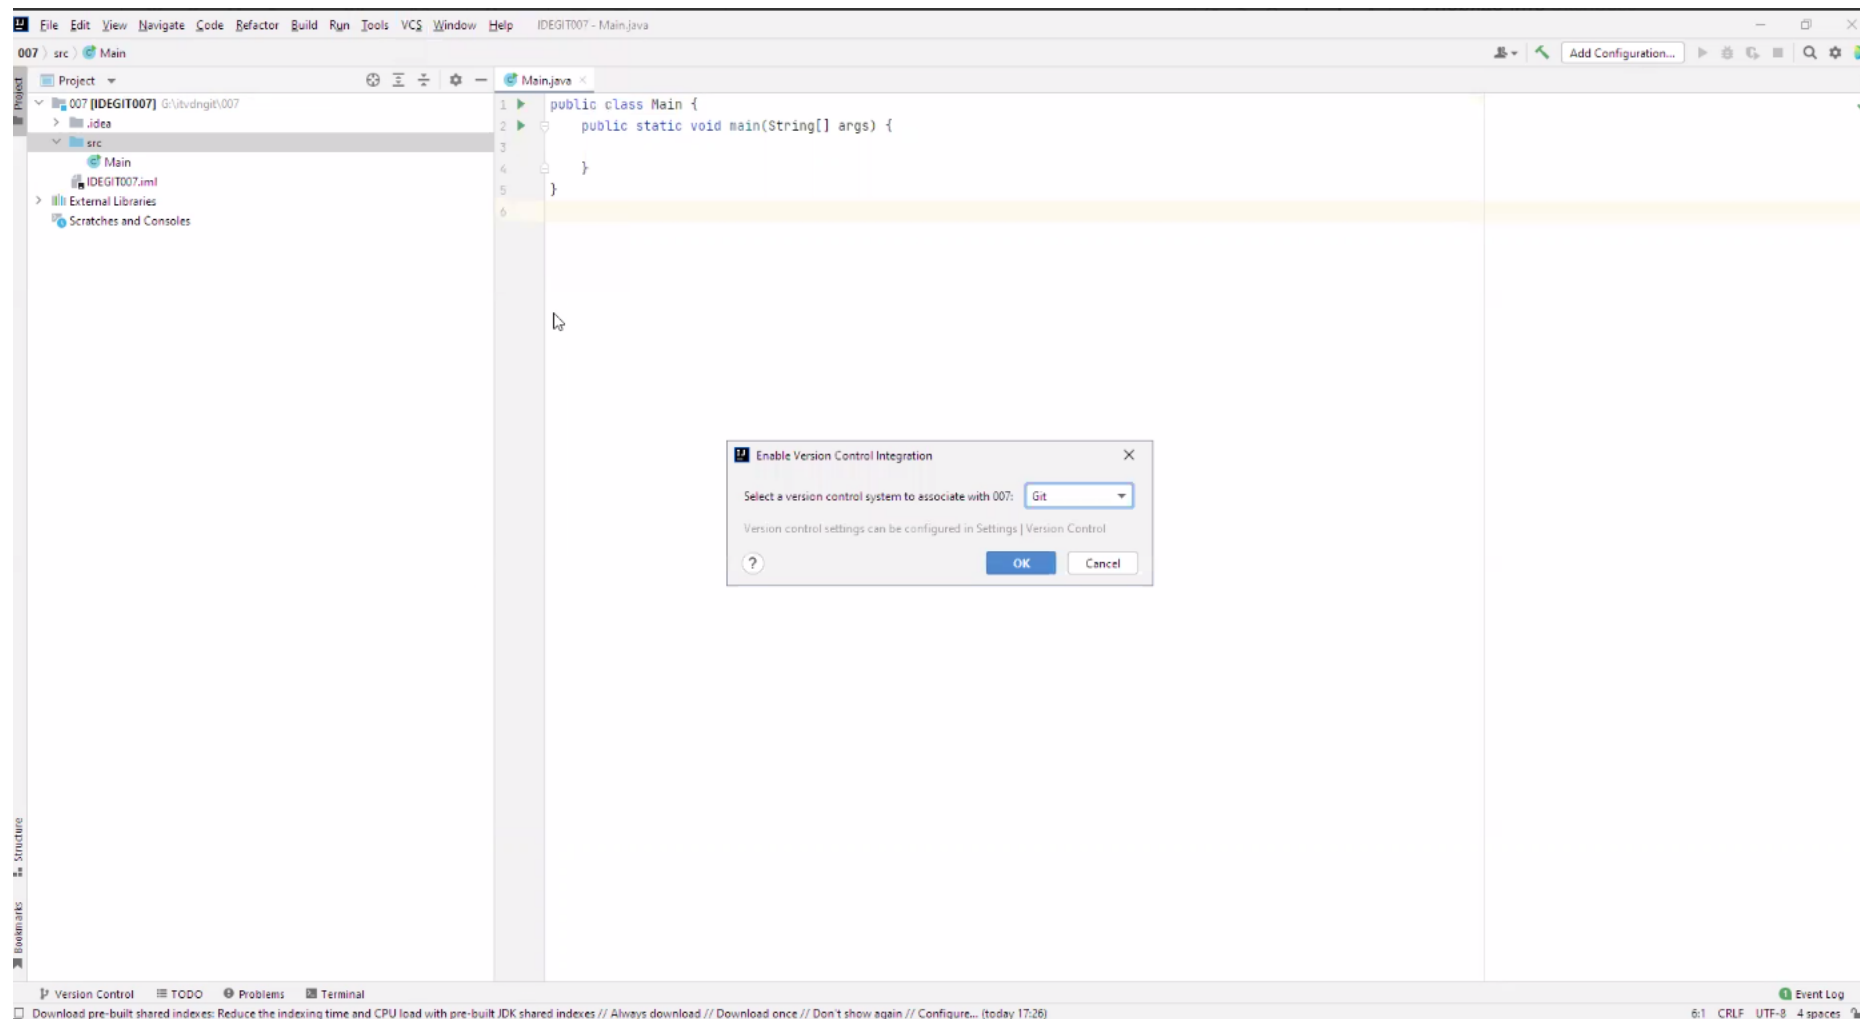 File Edit View Navigate Code Refactor Build Run Tools VCS Window Help IDEGIT007 - Main.java
007 src Main Add Configuration...
Project Project Main.java
007 [IDEGIT007] G:\itvdngit\007
.idea
src
Main
IDEGIT007.iml
External Libraries
Scratches and Consoles
1 public class Main {
2 public static void main(String[] args) {
3
4 }
5 }
6
Enable Version Control Integration
Select a version control system to associate with 007: Git
Version control settings can be configured in Settings | Version Control
? OK Cancel
Structure
Bookmarks
Version Control TODO Problems Terminal 1 Event Log
Download pre-built shared indexes: Reduce the indexing time and CPU load with pre-built JDK shared indexes // Always download // Download once // Don't show again // Configure... (today 17:26) 6:1 CRLF UTF-8 4 spaces